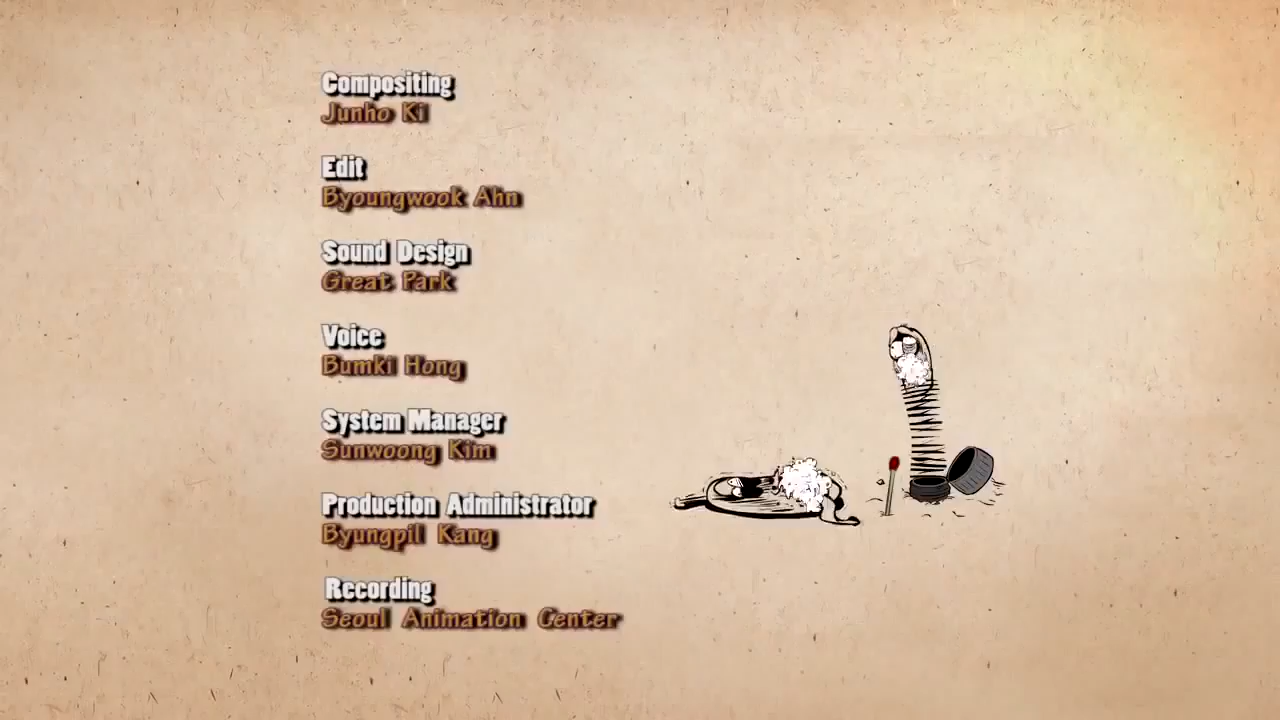 Compositing
Junho Ki
Edit
Byoungwook Ahn
Sound Design
Great Park
Voice
Bumki Hong
System Manager
Sunwoong Kim
Production Administrator
Byungpil Kang
Recording
Seoul Animation Center